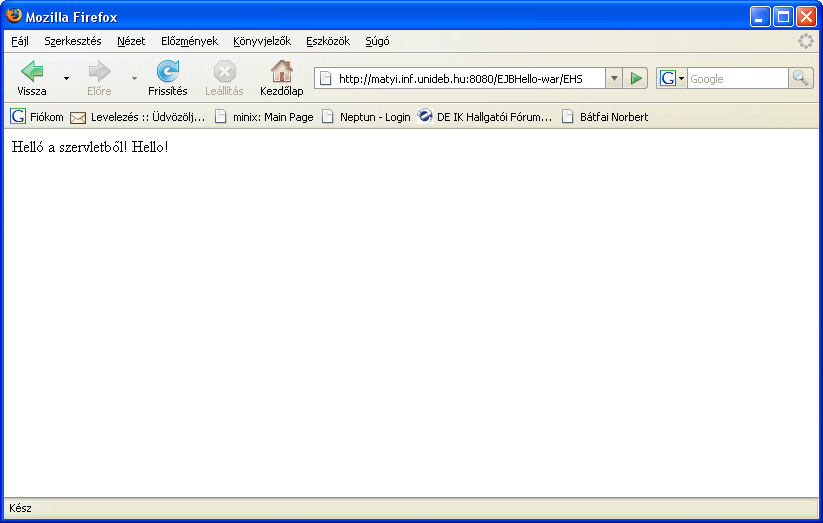 Mozilla Firefox
Fájl Szerkesztés Nézet Előzmények Könyvjelzők Eszközök Súgó
http://matyi.inf.unideb.hu:8080/EJBHello-war/EHS G Google
Vissza Előre Frissítés Leállítás Kezdőlap
G Fiókom Levelezés :: Üdvözölj... minix: Main Page Neptun - Login DE IK Hallgatói Fórum... Bátfai Norbert
Helló a szervletből! Hello!
Kész